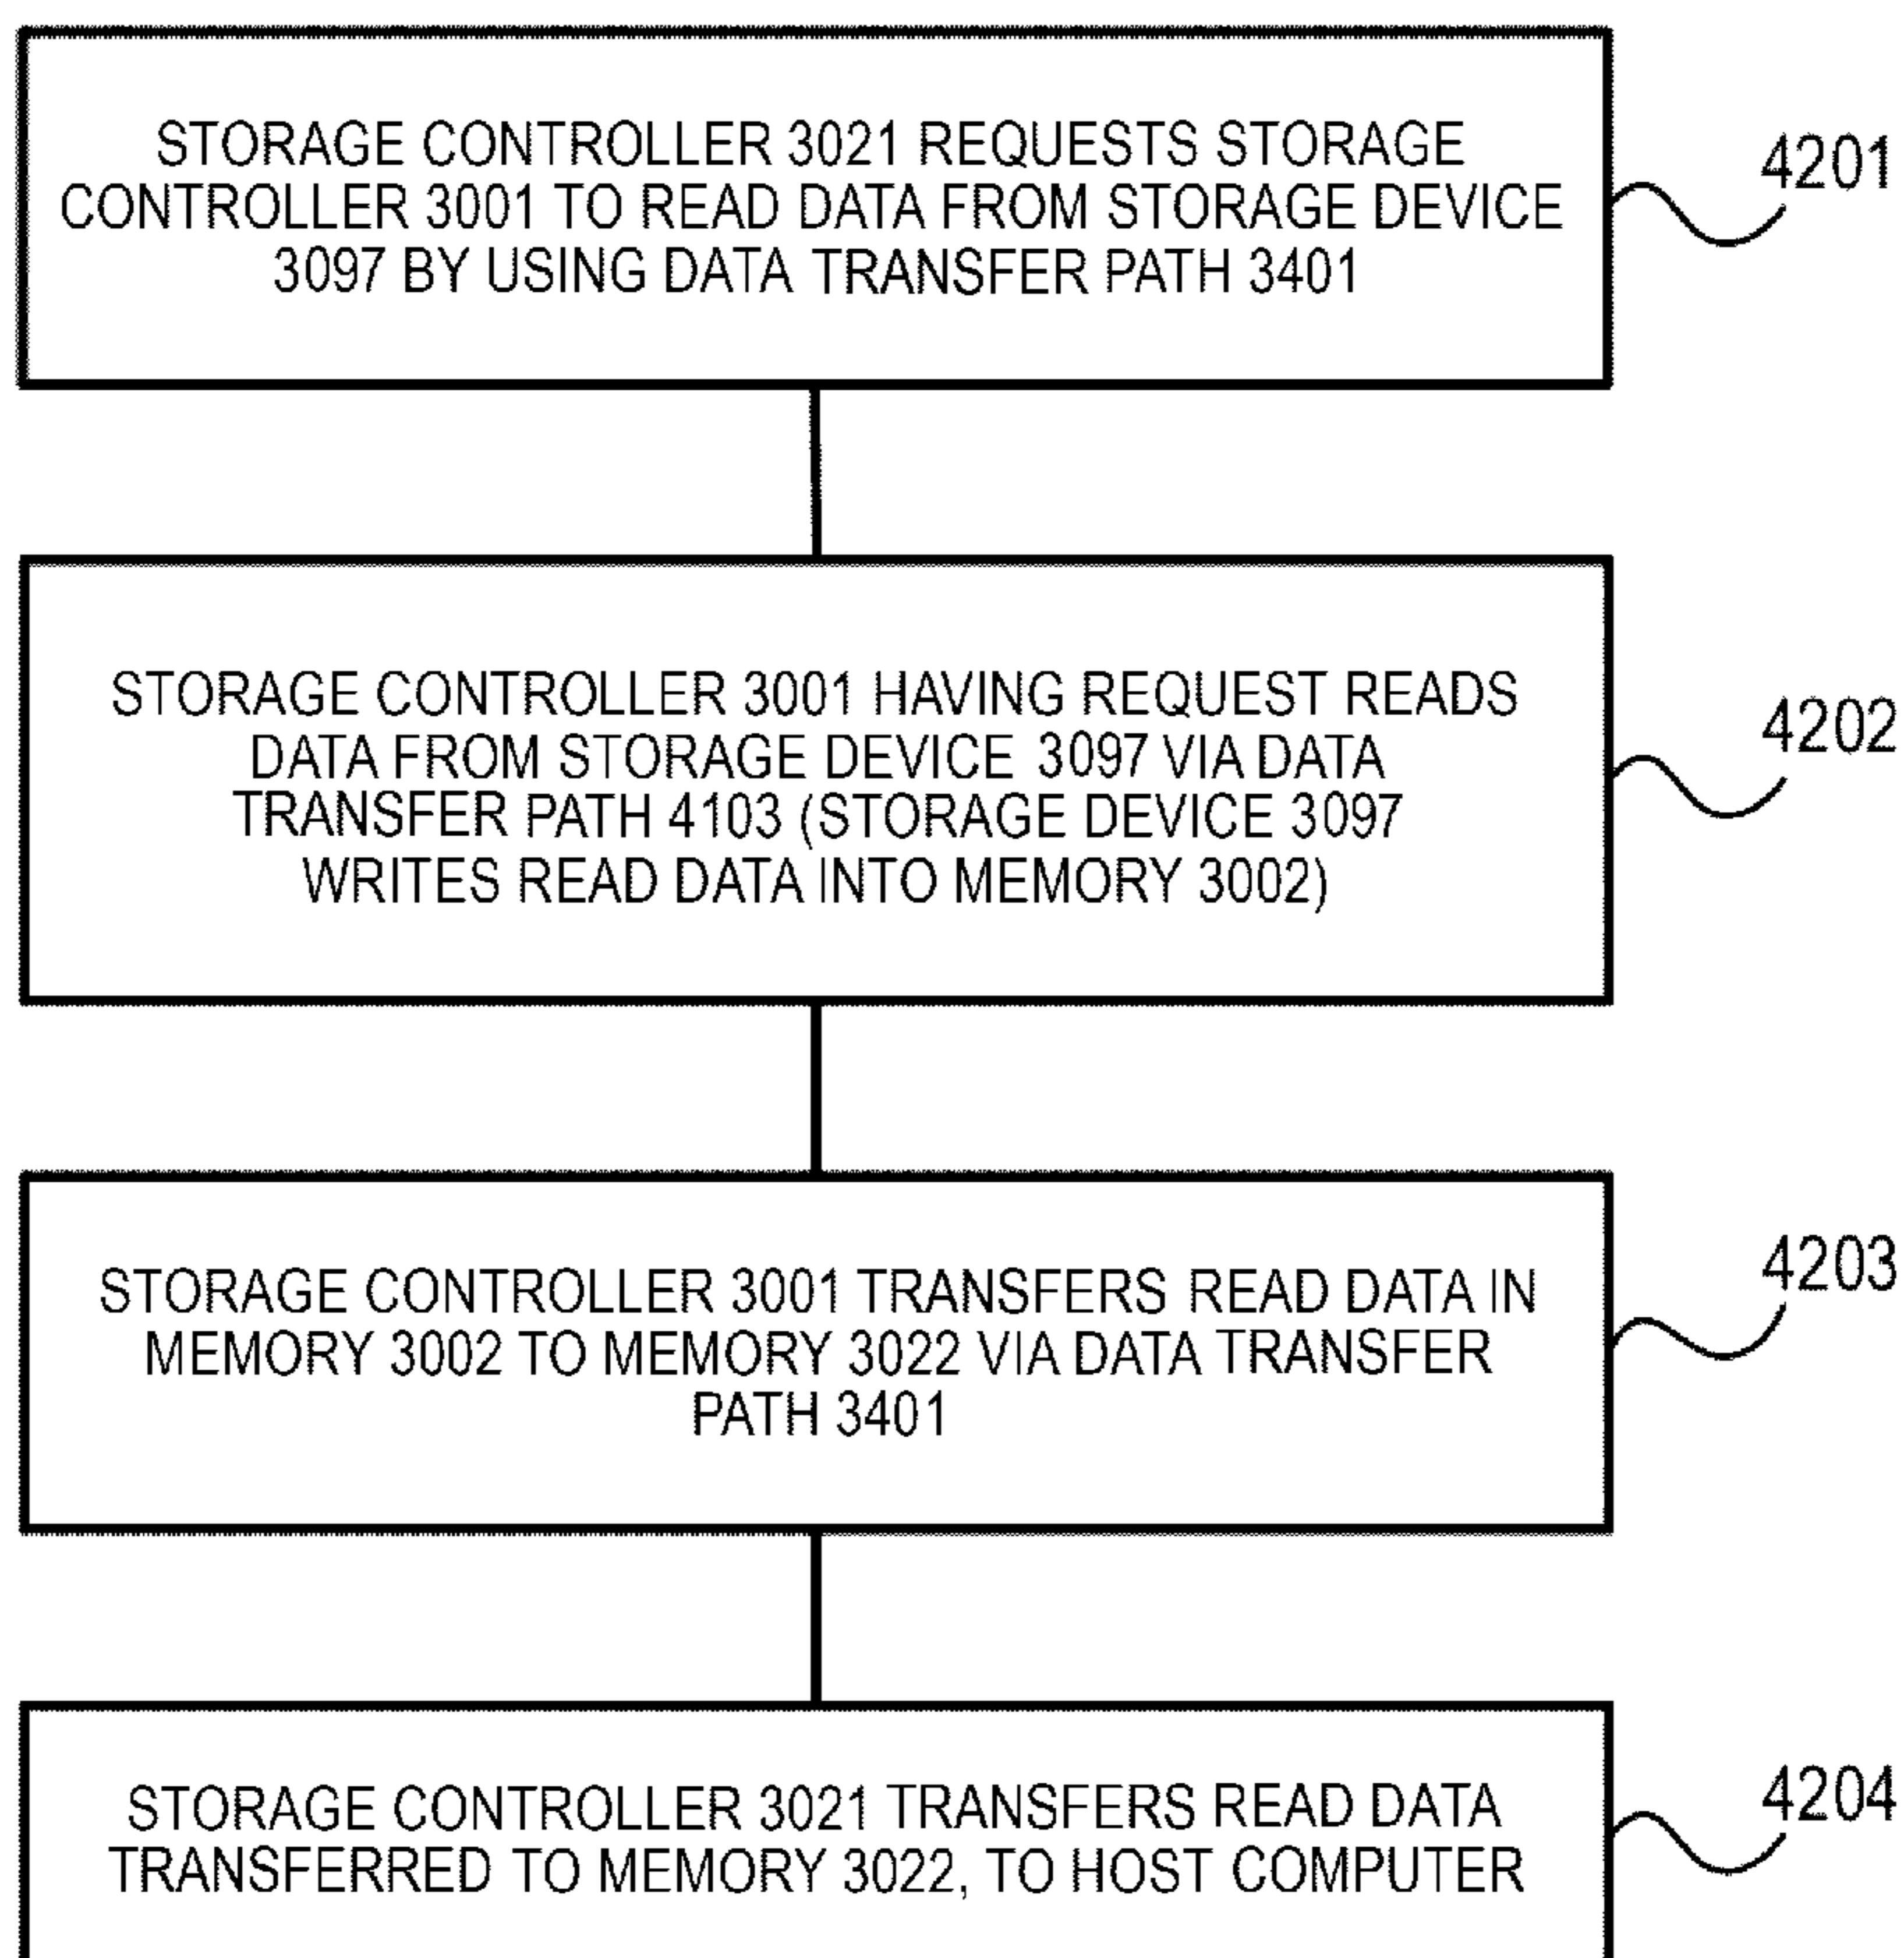 STORAGE CONTROLLER 3021 REQUESTS STORAGE
CONTROLLER 3001 TO READ DATA FROM STORAGE DEVICE
3097 BY USING DATA TRANSFER PATH 3401
4201
STORAGE CONTROLLER 3001 HAVING REQUEST READS
DATA FROM STORAGE DEVICE 3097 VIA DATA
TRANSFER PATH 4103 (STORAGE DEVICE 3097
WRITES READ DATA INTO MEMORY 3002)
4202
STORAGE CONTROLLER 3001 TRANSFERS READ DATA IN
MEMORY 3002 TO MEMORY 3022 VIA DATA TRANSFER
PATH 3401
4203
STORAGE CONTROLLER 3021 TRANSFERS READ DATA
TRANSFERRED TO MEMORY 3022, TO HOST COMPUTER
4204